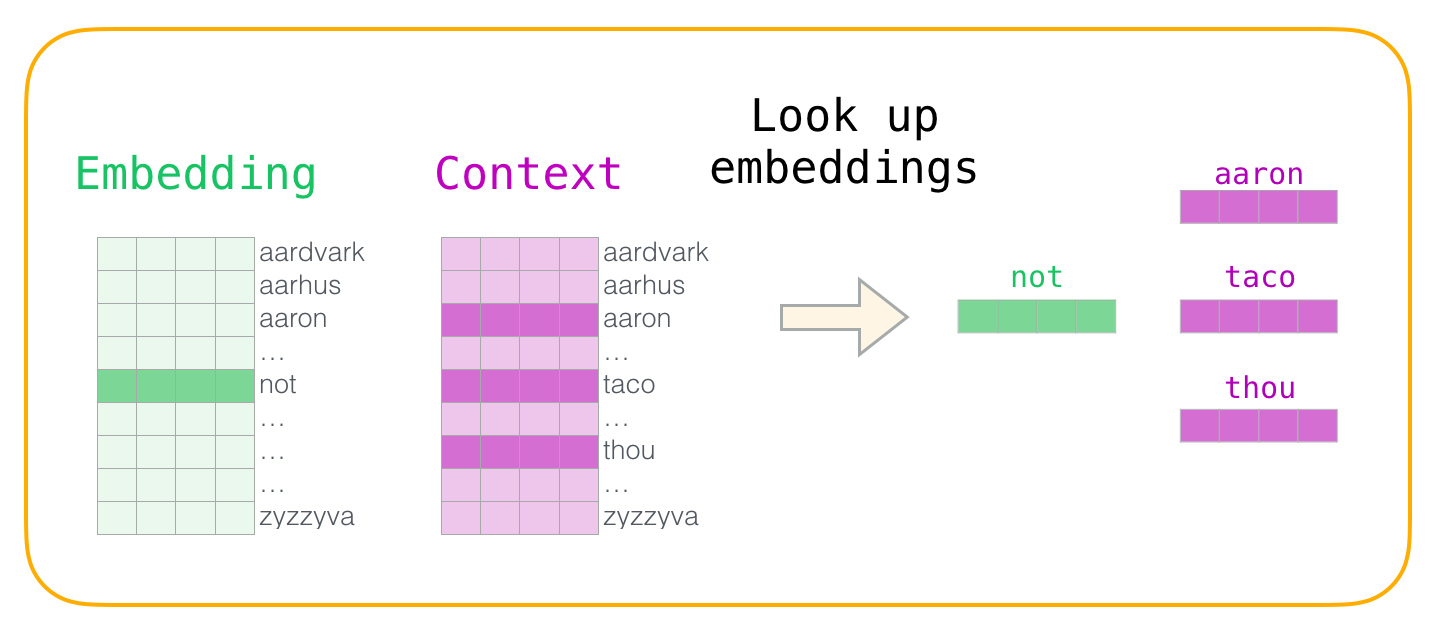 Look up
embeddings
Embedding
Context
aardvark
aarhus
aaron
...
not
...
...
...
zyzzyva
aardvark
aarhus
aaron
...
taco
...
thou
...
zyzzyva
not
aaron
taco
thou